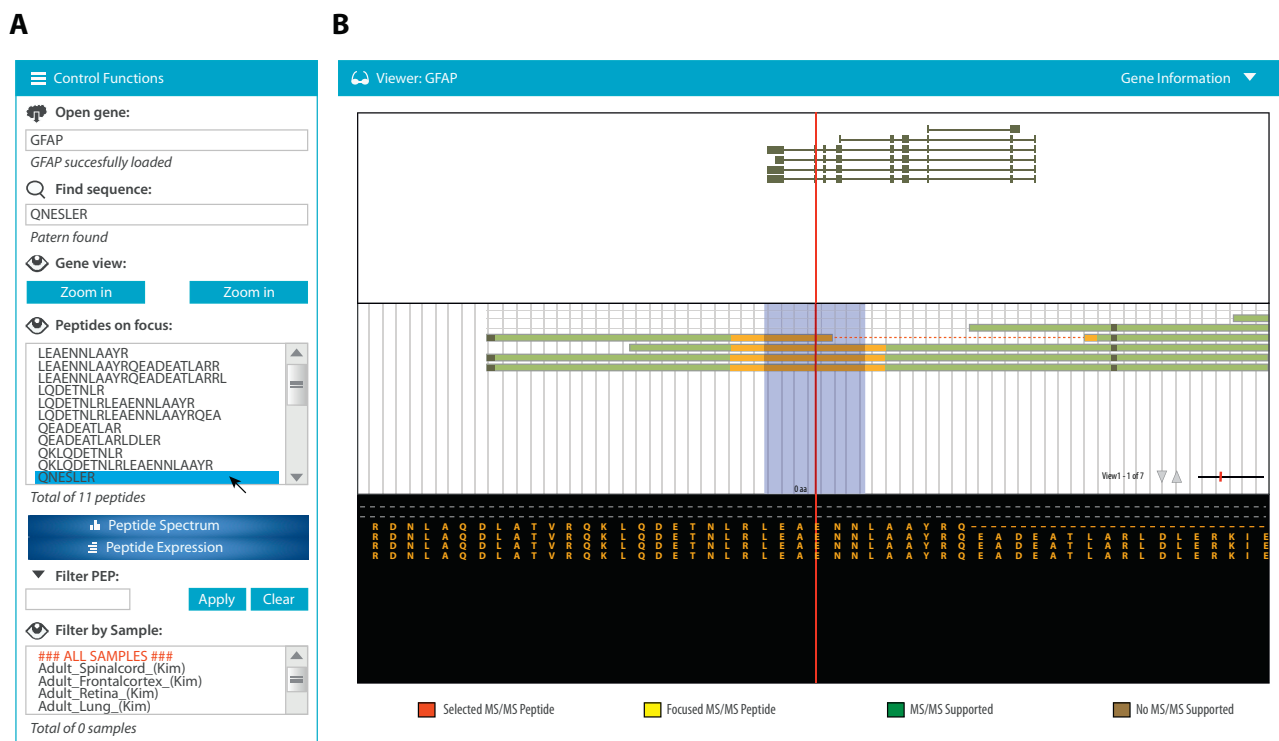 A
B
Control Functions
Open gene:
GFAP
GFAP succesfully loaded
Find sequence:
QNESLER
Patern found
Gene view:
Zoom in Zoom in
Peptides on focus:
LEAENNLAAYR
LEAENNLAAYRQEADEATLARR
LEAENNLAAYRQEADEATLARRL
LQDETNLR
LQDETNLRLEAENNLAAYR
LQDETNLRLEAENNLAAYRQEA
QEADEATLAR
QEADEATLARLDLER
QKLQDETNLR
QKLQDETNLRLEAENNLAAYR
QNESLER
Total of 11 peptides
Peptide Spectrum
Peptide Expression
Filter PEP:
Apply Clear
Filter by Sample:
### ALL SAMPLES ###
Adult_Spinalcord_(Kim)
Adult_Frontalcortex_(Kim)
Adult_Retina_(Kim)
Adult_Lung_(Kim)
Total of 0 samples
Viewer: GFAP Gene Information
View1 - 1 of 7
0 aa
R D N L A Q D L A T V R Q K L Q D E T N L R L E A E N N L A A Y R Q - - - - - - - - - - - - - - - - - -
R D N L A Q D L A T V R Q K L Q D E T N L R L E A E N N L A A Y R Q E A D E A T L A R L D L E R K I E
R D N L A Q D L A T V R Q K L Q D E T N L R L E A E N N L A A Y R Q E A D E A T L A R L D L E R K I E
R D N L A Q D L A T V R Q K L Q D E T N L R L E A E N N L A A Y R Q E A D E A T L A R L D L E R K I E
Selected MS/MS Peptide
Focused MS/MS Peptide
MS/MS Supported
No MS/MS Supported